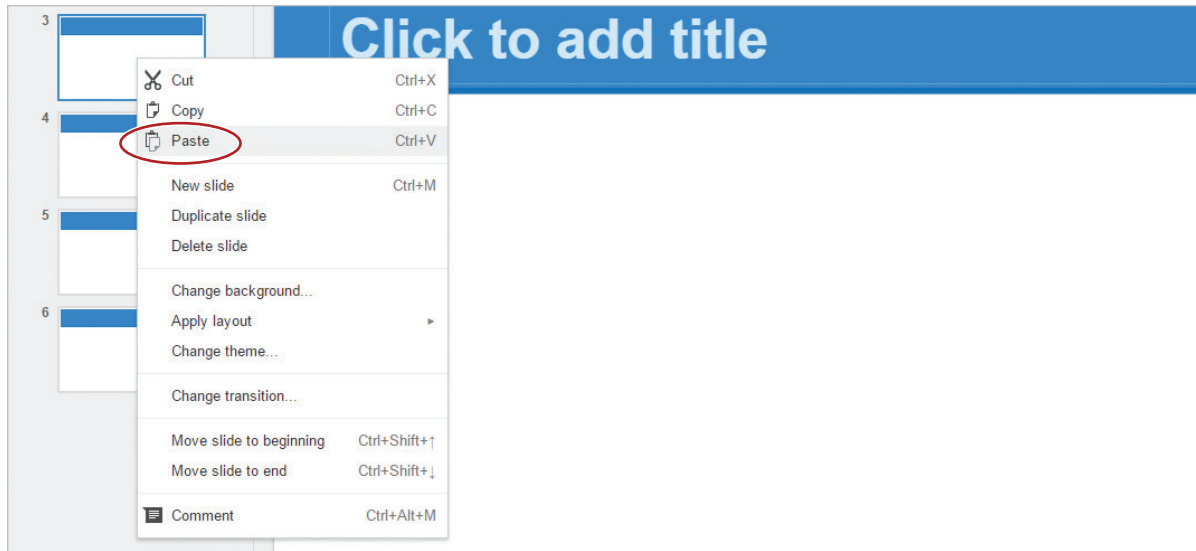 3
Click to add title
Cut Ctrl+X
Copy Ctrl+C
4
Paste Ctrl+V
New slide Ctrl+M
5
Duplicate slide
Delete slide
Change background...
6
Apply layout ►
Change theme...
Change transition...
Move slide to beginning Ctrl+Shift+↑
Move slide to end Ctrl+Shift+↓
Comment Ctrl+Alt+M